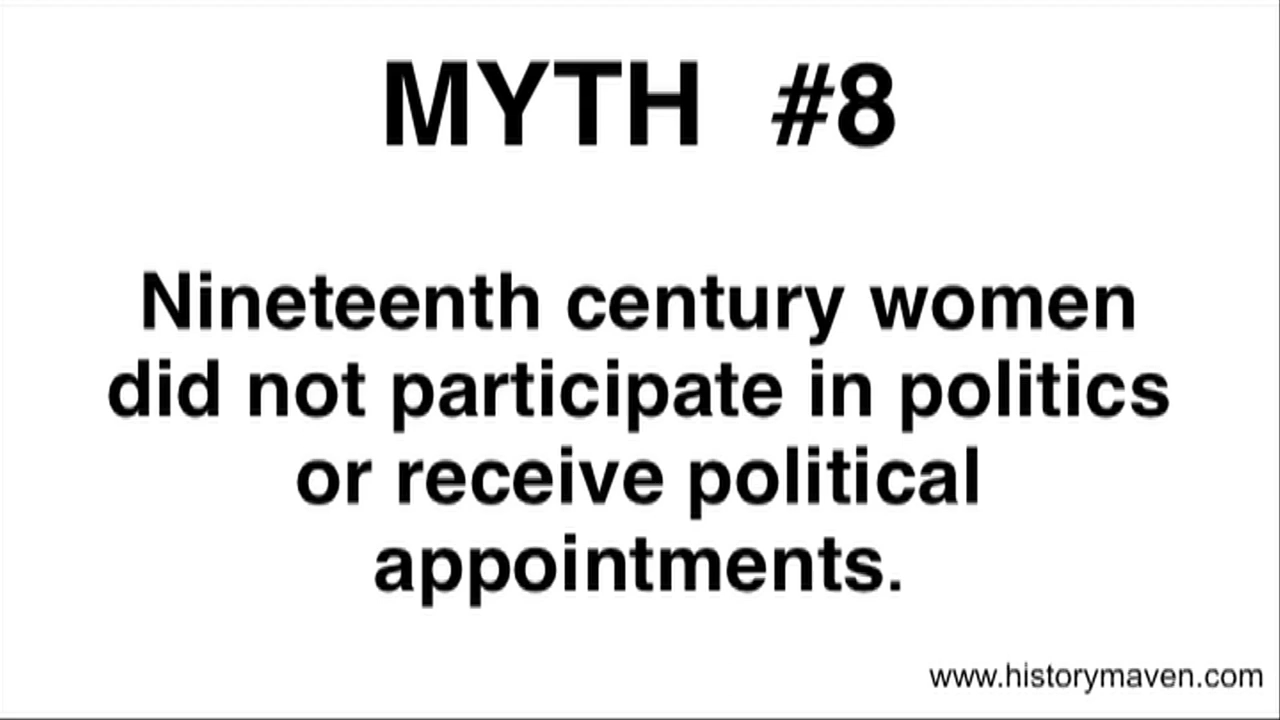 MYTH #8
Nineteenth century women
did not participate in politics
or receive political
appointments.
www.historymaven.com